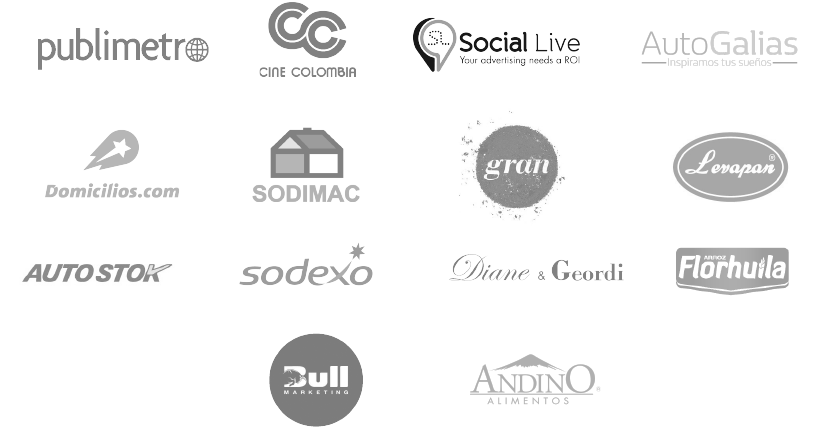 publimetro
CINE COLOMBIA
SL
Social Live
Your advertising needs a ROI
AutoGalias
Inspiramos tus sueños
Domicilios.com
SODIMAC
gran
Levapan®
AUTO STOK
sodexo
Diane & Geordi
ARROZ
Florhuila
Bull
MARKETING
ANDINO®
ALIMENTOS